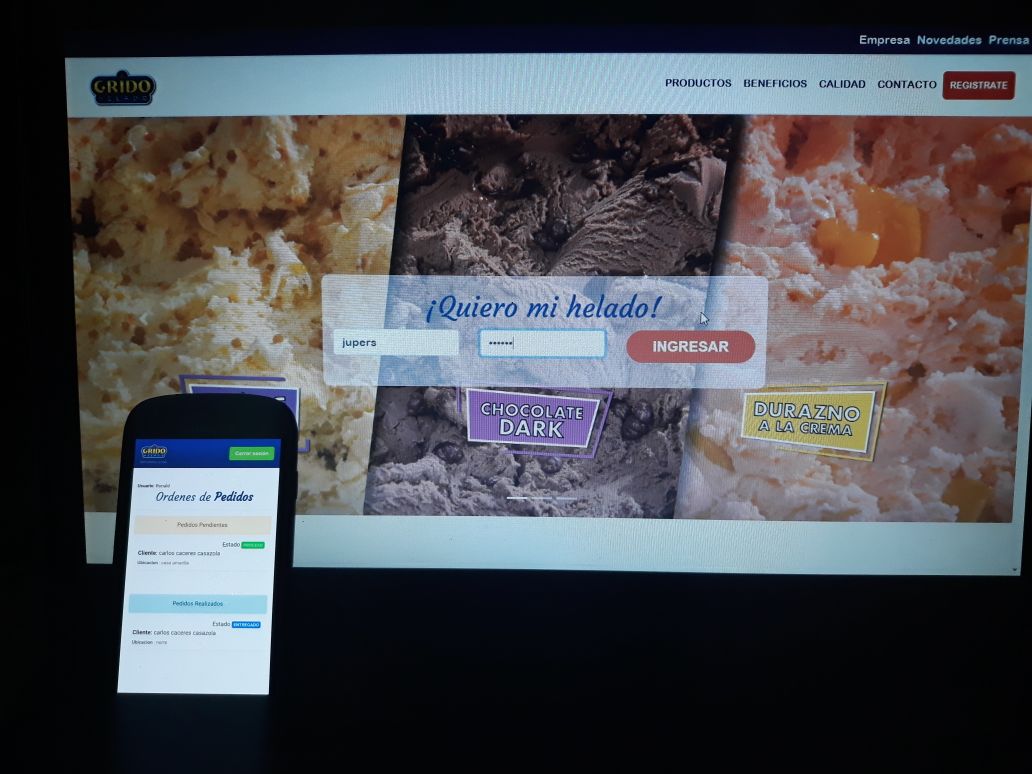 Empresa Novedades Prensa
GRIDO
HELADO
PRODUCTOS BENEFICIOS CALIDAD CONTACTO REGISTRATE
¡Quiero mi helado!
jupers
•••••• INGRESAR
CHOCOLATE
DARK
DURAZNO
A LA CREMA
GRIDO
Cerrar sesión
Usuario: Ronald
Ordenes de Pedidos
Pedidos Pendientes
Estado
Cliente: carlos caceres casazola
Ubicacion : casa amarilla
Pedidos Realizados
Estado ENTREGADO
Cliente: carlos caceres casazola
Ubicacion :